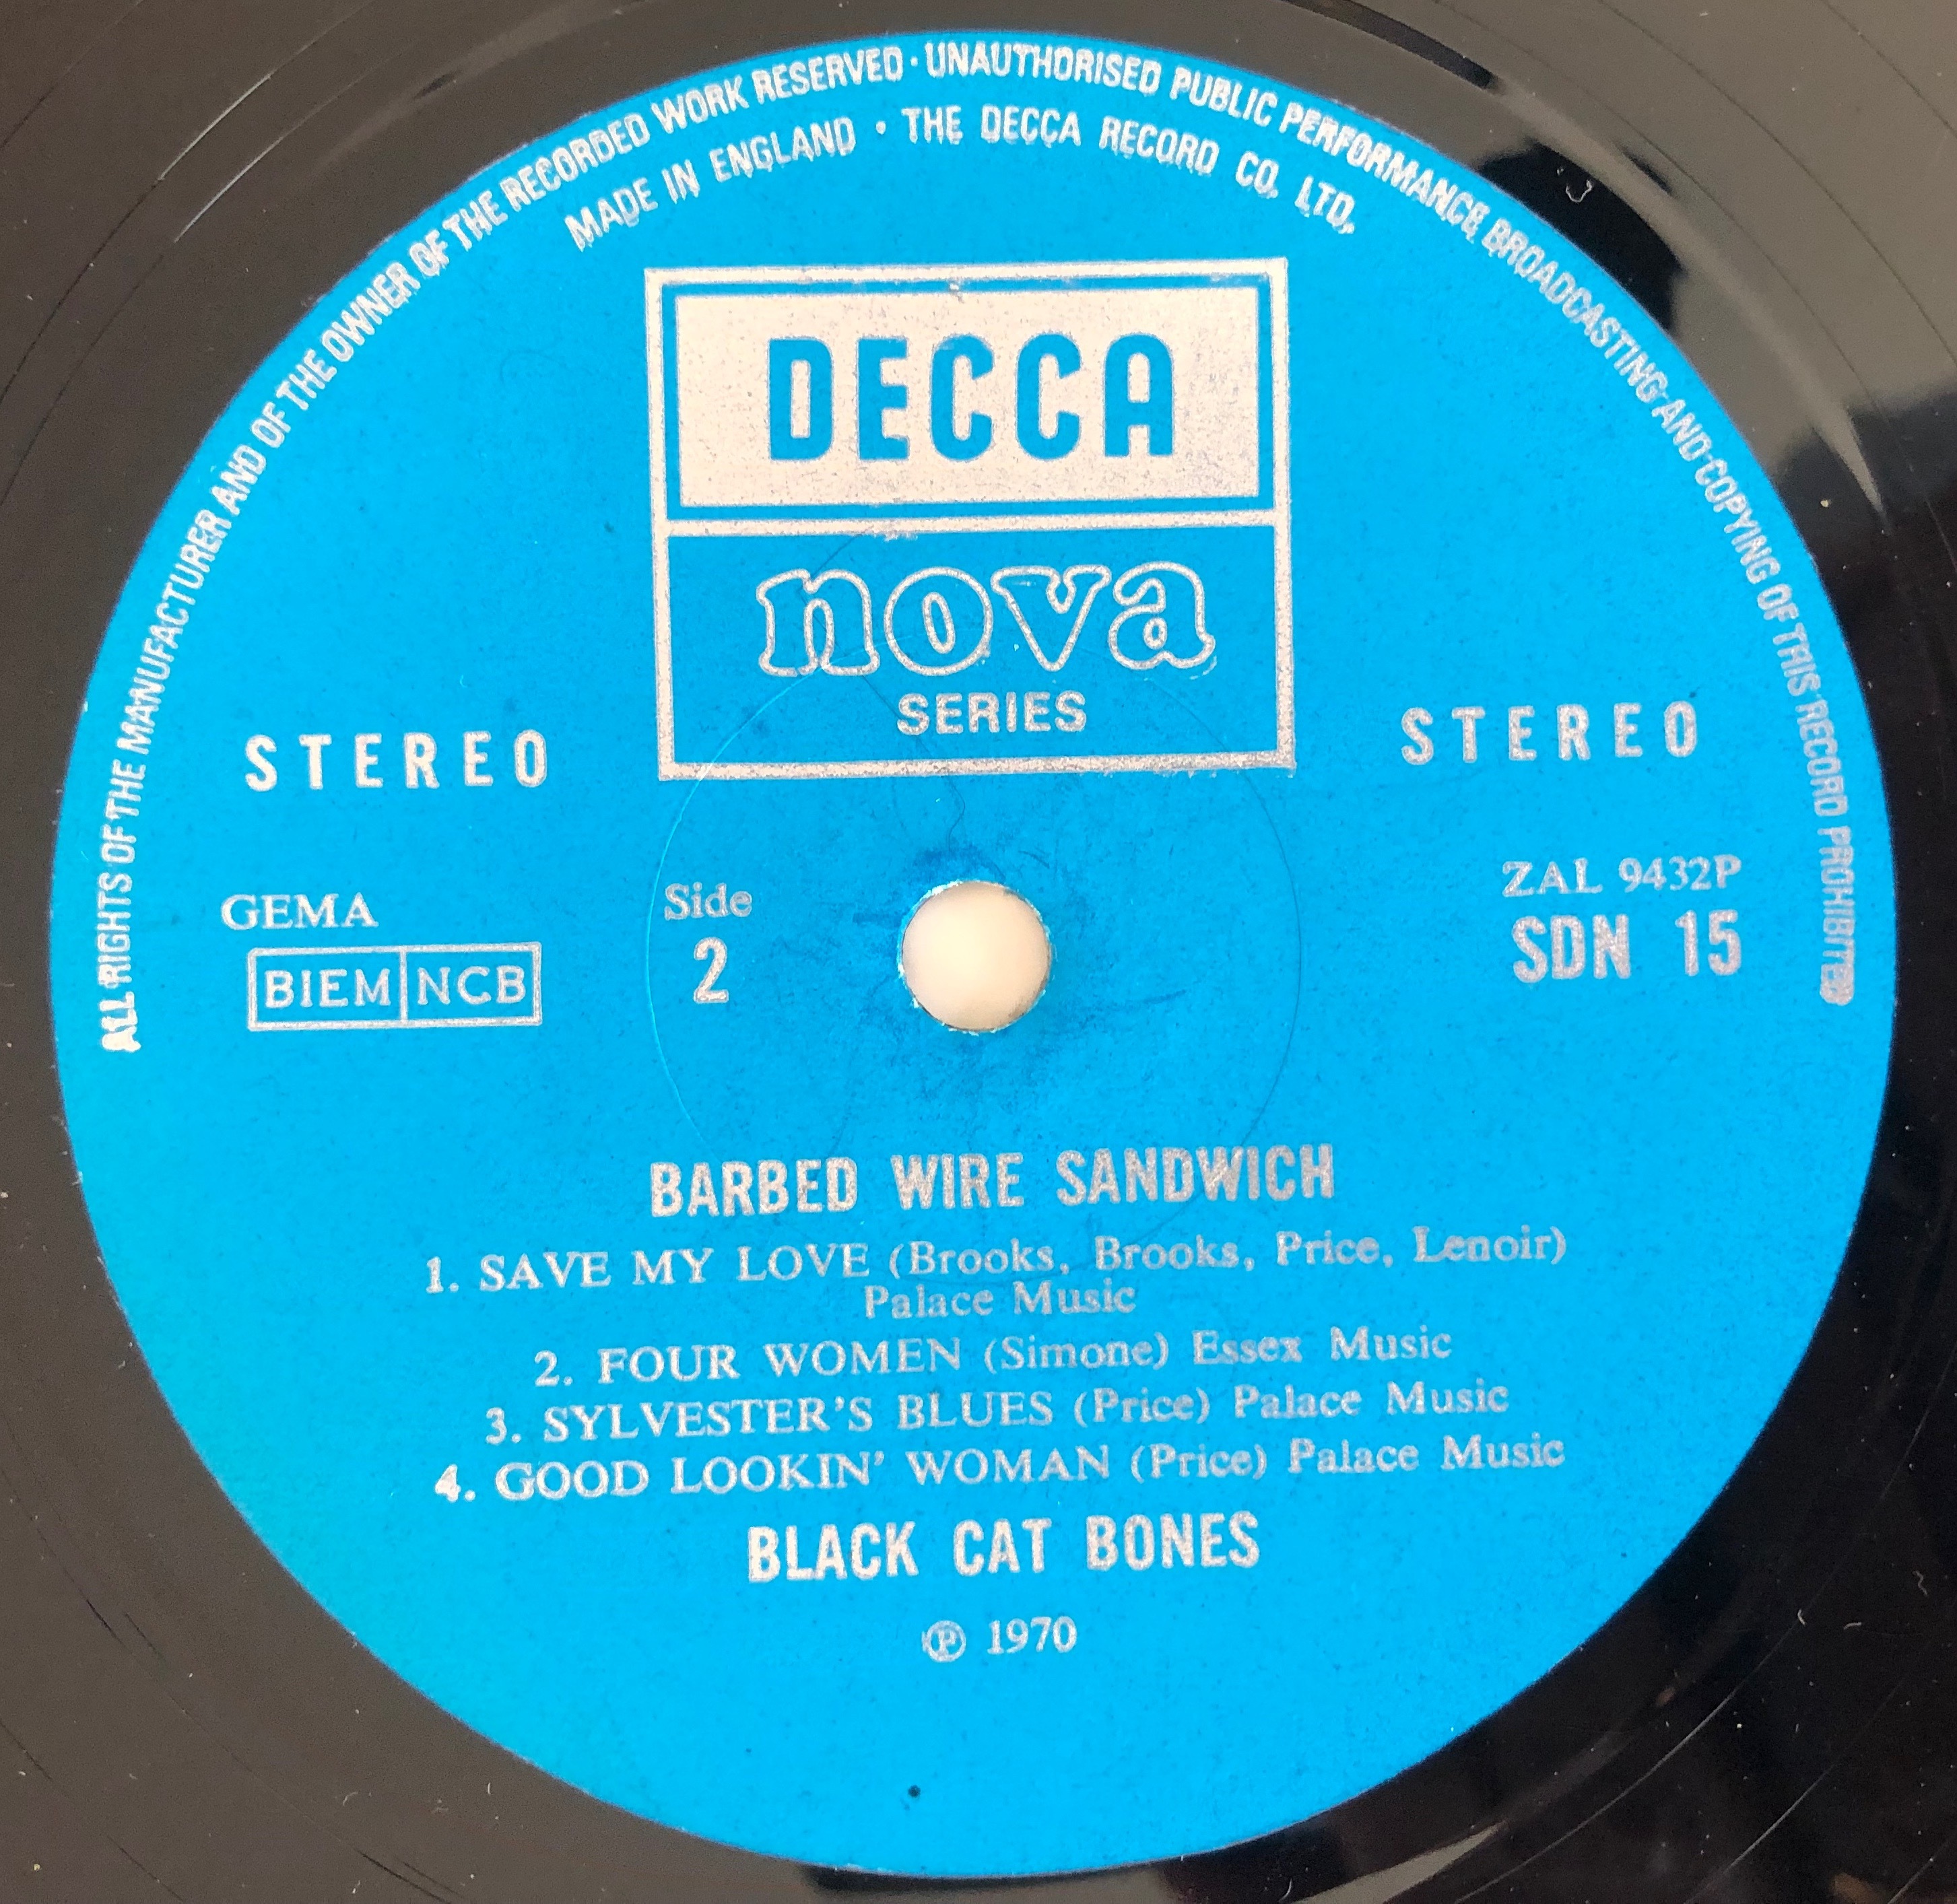 ALL RIGHTS OF THE MANUFACTURER AND OF THE OWNER OF THE RECORDED WORK RESERVED · UNAUTHORISED PUBLIC PERFORMANCE, BROADCASTING AND COPYING OF THIS RECORD PROHIBITED
MADE IN ENGLAND · THE DECCA RECORD CO. LTD.
DECCA
nova
SERIES
STEREO
STEREO
GEMA
BIEM NCB
Side
2
ZAL 9432P
SDN 15
BARBED WIRE SANDWICH
1. SAVE MY LOVE (Brooks, Brooks, Price, Lenoir)
Palace Music
2. FOUR WOMEN (Simone) Essex Music
3. SYLVESTER'S BLUES (Price) Palace Music
4. GOOD LOOKIN' WOMAN (Price) Palace Music
BLACK CAT BONES
℗ 1970